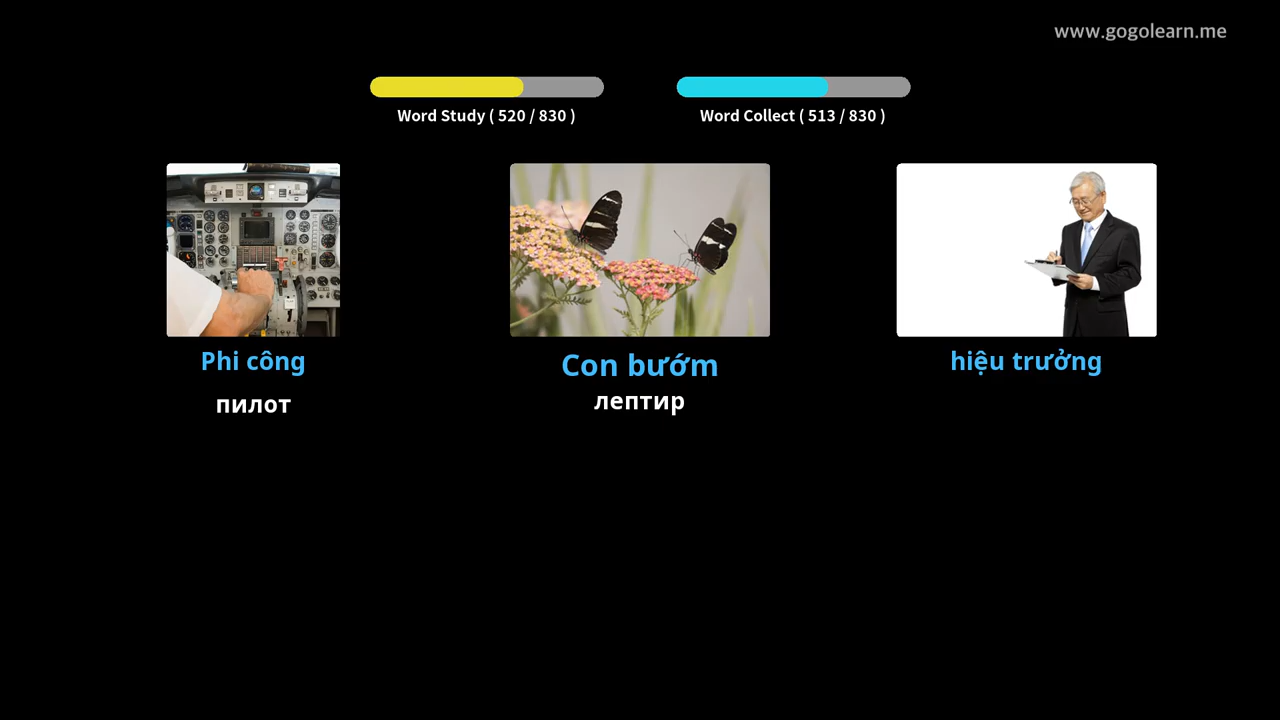 www.gogolearn.me
Word Study ( 520 / 830 )
Word Collect ( 513 / 830 )
Phi công
пилот
Con bướm
лептир
hiệu trưởng